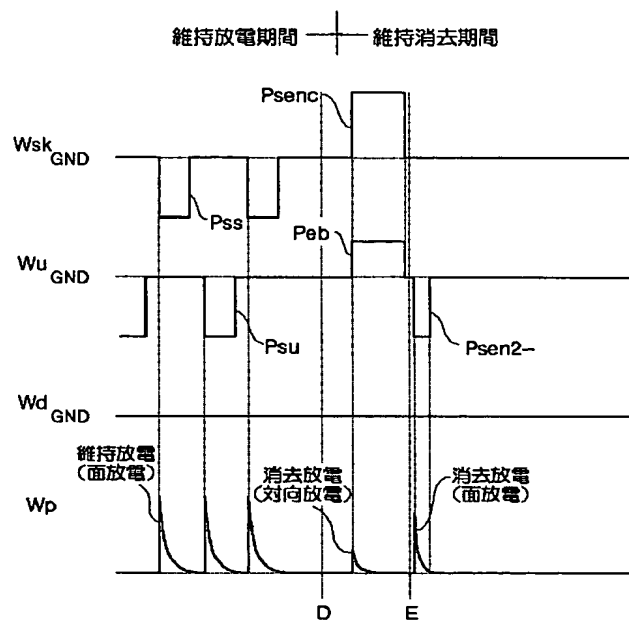 維持放電期間
維持消去期間
Psenc
Wsk GND
Pss
Peb
Wu GND
Psu
Psen2-
Wd GND
維持放電
(面放電)
消去放電
(対向放電)
消去放電
(面放電)
Wp
D
E